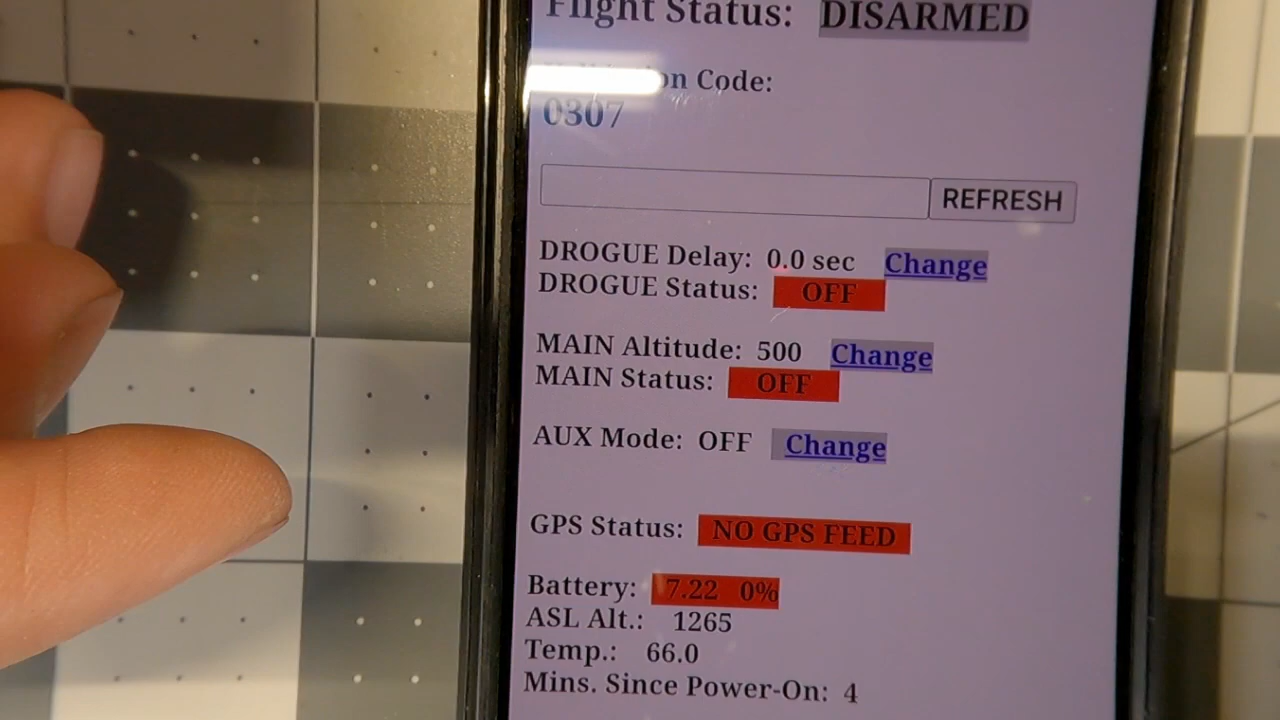 Flight Status: DISARMED
Code:
0307
REFRESH
DROGUE Delay: 0.0 sec Change
DROGUE Status: OFF
MAIN Altitude: 500 Change
MAIN Status: OFF
AUX Mode: OFF Change
GPS Status: NO GPS FEED
Battery: 7.22 0%
ASL Alt.: 1265
Temp.: 66.0
Mins. Since Power-On: 4